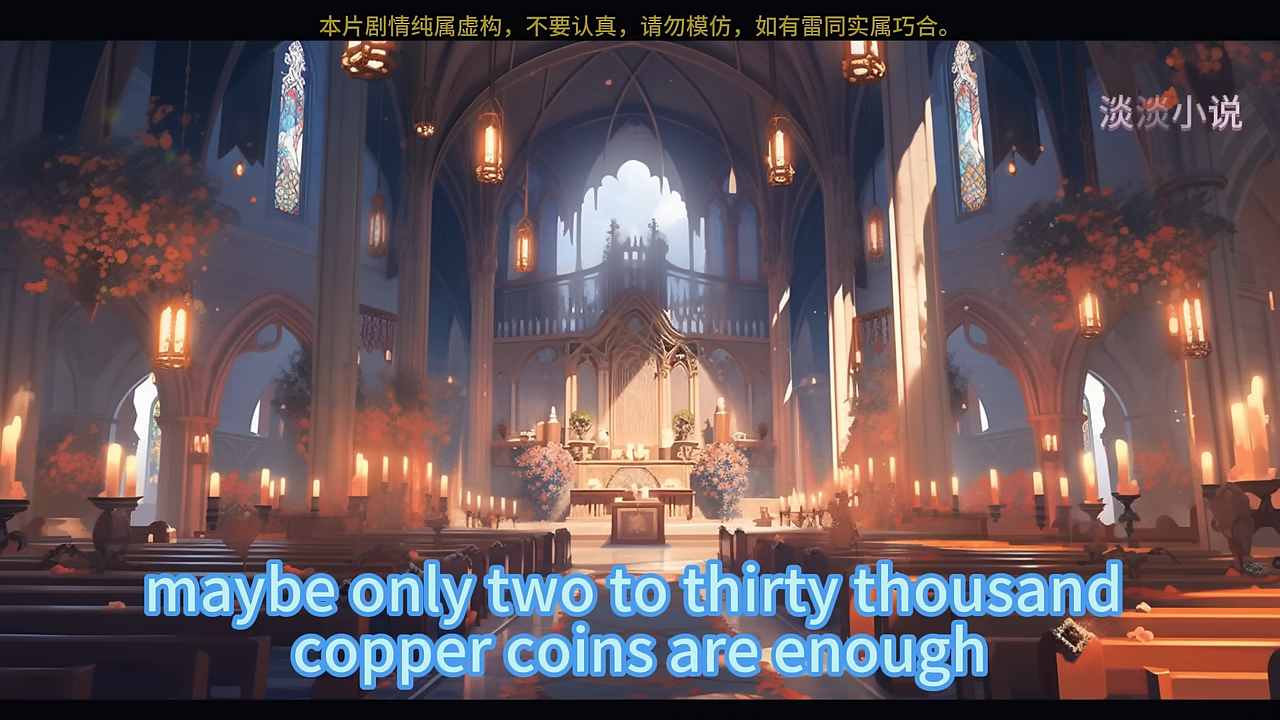 本片剧情纯属虚构，不要认真，请勿模仿，如有雷同实属巧合。
淡淡小说
maybe only two to thirty thousand
copper coins are enough